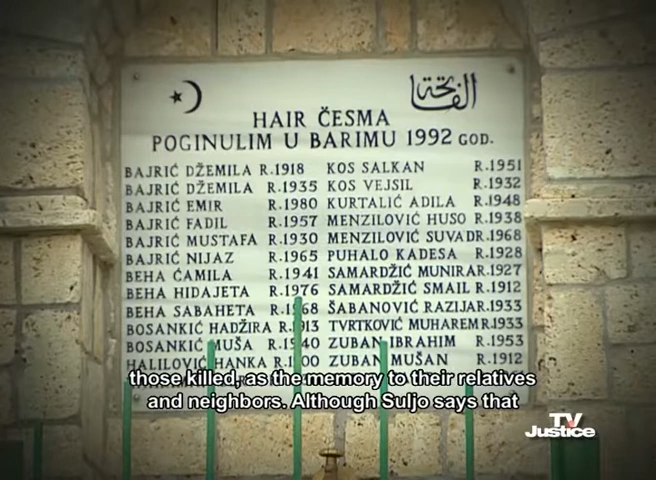 الفاتحة
HAIR ČESMA
POGINULIM U BARIMU 1992 GOD.
BAJRIĆ DŽEMILA R.1918 KOS SALKAN R.1951
BAJRIĆ DŽEMILA R.1935 KOS VEJSIL R.1932
BAJRIĆ EMIR R.1980 KURTALIĆ ADILA R.1948
BAJRIĆ FADIL R.1957 MENZILOVIĆ HUSO R.1938
BAJRIĆ MUSTAFA R.1930 MENZILOVIĆ SUVAD R.1968
BAJRIĆ NIJAZ R.1965 PUHALO KADESA R.1928
BEHA ĆAMILA R.1941 SAMARDŽIĆ MUNIRA R.1927
BEHA HIDAJETA R.1976 SAMARDŽIĆ SMAIL R.1912
BEHA SABAHETA R.1968 ŠABANOVIĆ RAZIJA R.1933
BOSANKIĆ HADŽIRA R.1913 TVRTKOVIĆ MUHAREM R.1933
BOSANKIĆ MUŠA R.1940 ZUBAN IBRAHIM R.1953
HALILOVIĆ HANKA ZUBAN MUŠAN R.1912
those killed, as the memory to their relatives
and neighbors. Although Suljo says that
TV
Justice